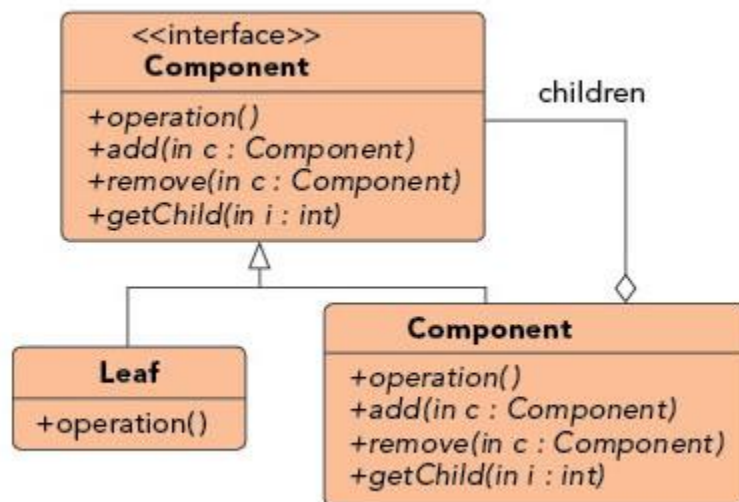 <<interface>>
Component
+operation()
+add(in c : Component)
+remove(in c : Component)
+getChild(in i : int)
children
Leaf
+operation()
Component
+operation()
+add(in c : Component)
+remove(in c : Component)
+getChild(in i : int)